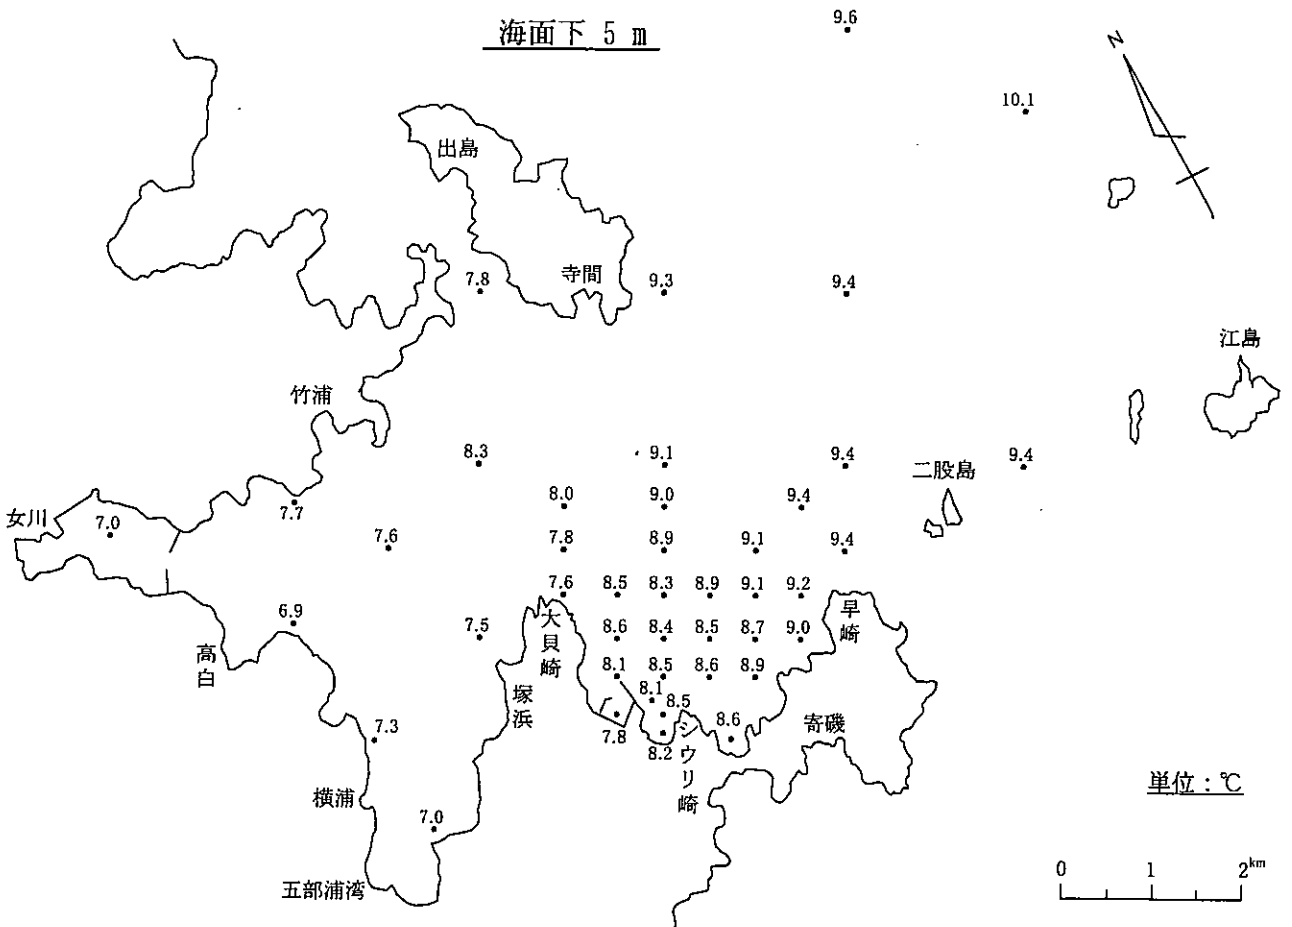 海面下 5 m
9.6
10.1
N
出島
寺間
7.8
9.3
9.4
江島
竹浦
8.3
9.1
9.4
9.4
二股島
8.0
9.0
9.4
女川
7.0
7.7
7.6
7.8
8.9
9.1
9.4
7.6
8.5
8.3
8.9
9.1
9.2
6.9
7.5
大貝崎
8.6
8.4
8.5
8.7
9.0
早崎
高白
8.1
8.5
8.6
8.9
塚浜
8.1
8.5
7.8
8.2
シウリ崎
8.6
寄磯
7.3
横浦
7.0
単位:℃
五部浦湾
0 1 2km